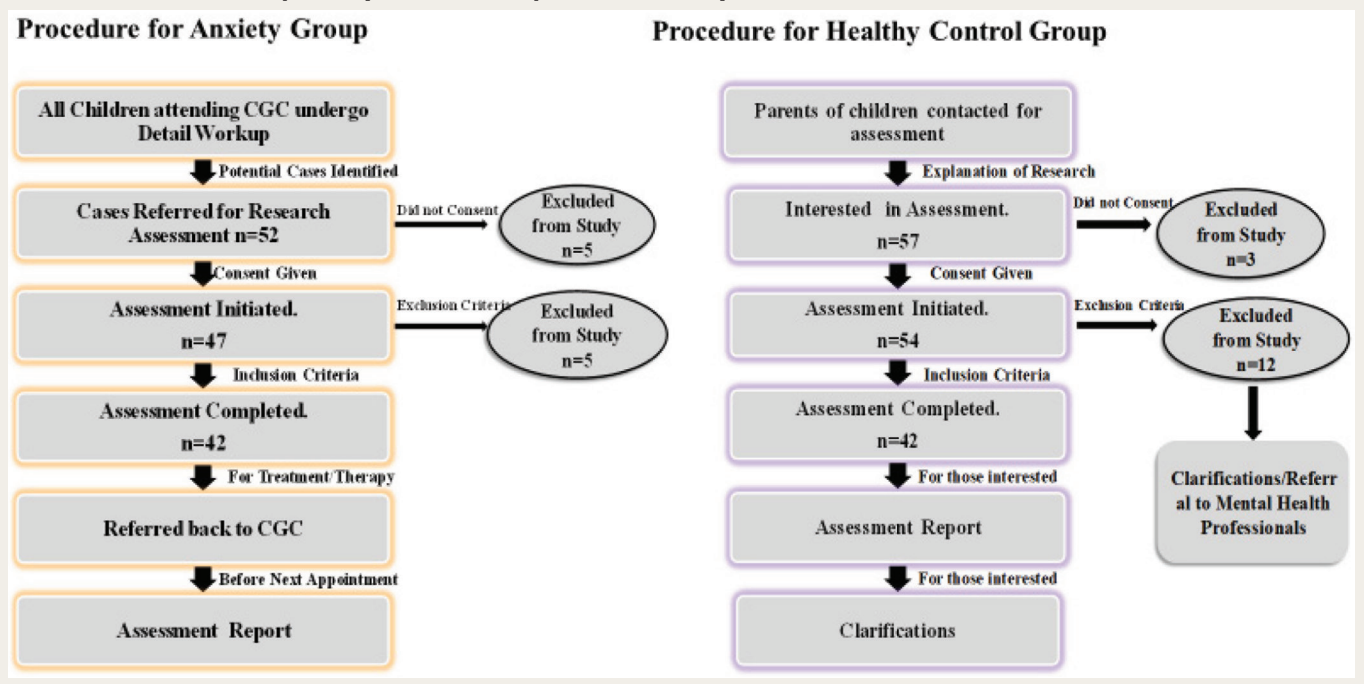 Procedure for Anxiety Group
All Children attending CGC undergo
Detail Workup
Potential Cases Identified
Cases Referred for Research
Assessment n=52
Did not Consent
Excluded
from Study
n=5
Consent Given
Assessment Initiated.
n=47
Exclusion Criteria
Excluded
from Study
n=5
Inclusion Criteria
Assessment Completed.
n=42
For Treatment/Therapy
Referred back to CGC
Before Next Appointment
Assessment Report
Procedure for Healthy Control Group
Parents of children contacted for
assessment
Explanation of Research
Interested in Assessment.
n=57
Did not Consent
Excluded
from Study
n=3
Consent Given
Assessment Initiated.
n=54
Exclusion Criteria
Excluded
from Study
n=12
Inclusion Criteria
Assessment Completed.
n=42
Clarifications/Referr
al to Mental Health
Professionals
For those interested
Assessment Report
For those interested
Clarifications